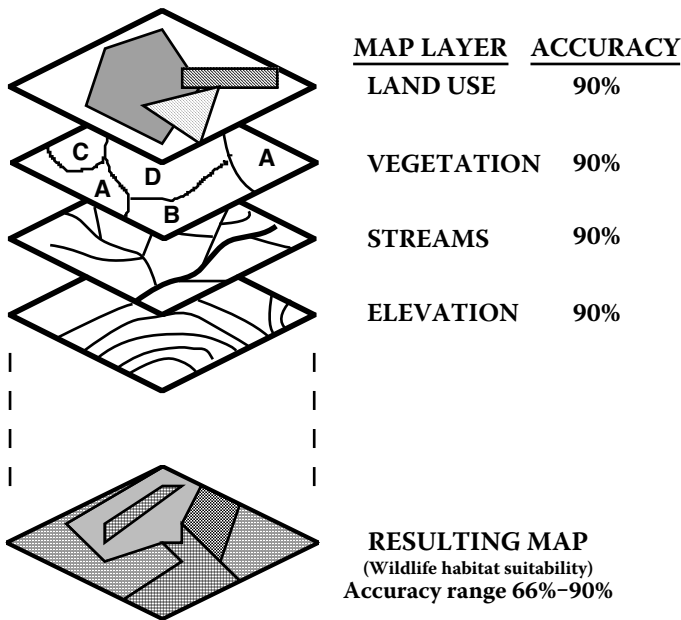 MAP LAYER ACCURACY
LAND USE 90%
C
D
A
A
B
VEGETATION 90%
STREAMS 90%
ELEVATION 90%
RESULTING MAP
(Wildlife habitat suitability)
Accuracy range 66%–90%